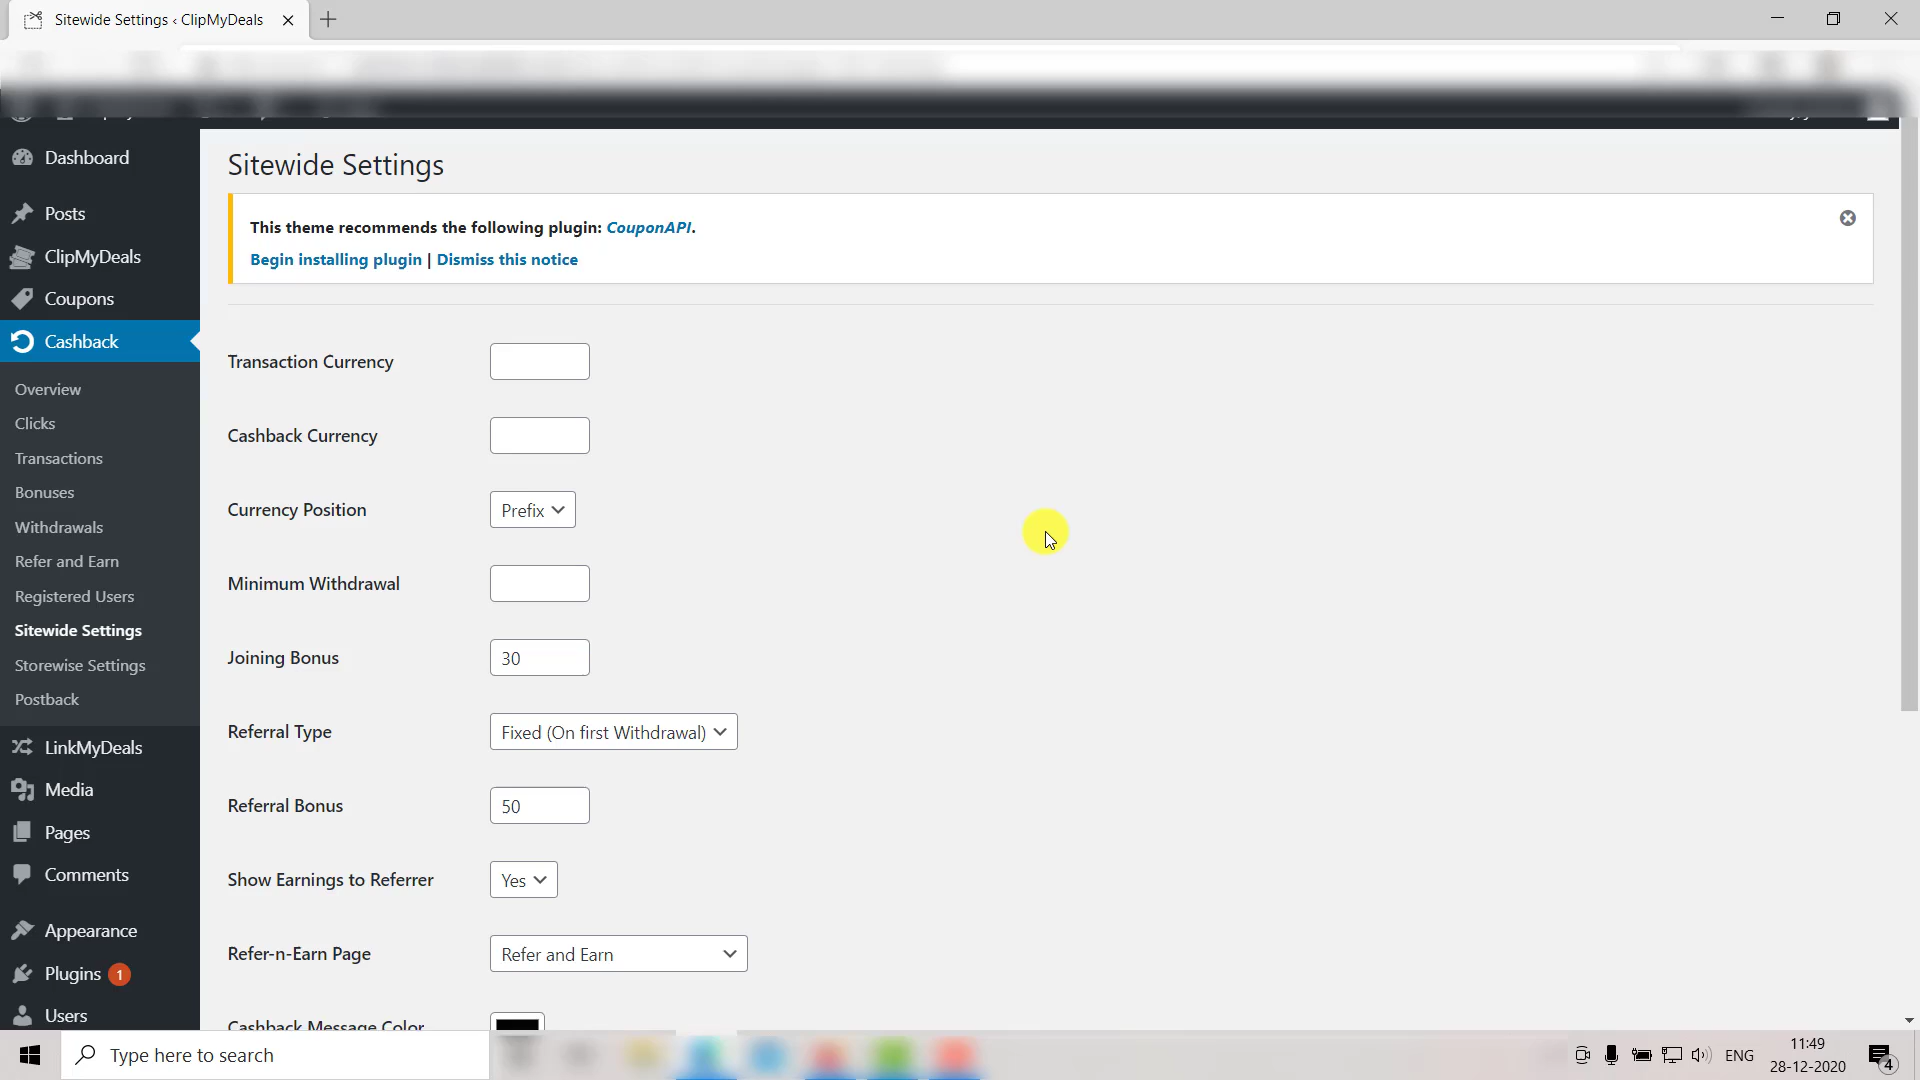 Sitewide Settings ‹ ClipMyDeals
Dashboard
Posts
ClipMyDeals
Coupons
Cashback
Overview
Clicks
Transactions
Bonuses
Withdrawals
Refer and Earn
Registered Users
Sitewide Settings
Storewise Settings
Postback
LinkMyDeals
Media
Pages
Comments
Appearance
Plugins 1
Users
Sitewide Settings
This theme recommends the following plugin: CouponAPI.
Begin installing plugin | Dismiss this notice
Transaction Currency
Cashback Currency
Currency Position Prefix
Minimum Withdrawal
Joining Bonus 30
Referral Type Fixed (On first Withdrawal)
Referral Bonus 50
Show Earnings to Referrer Yes
Refer-n-Earn Page Refer and Earn
Cashback Message Color
Type here to search
ENG
11:49
28-12-2020
4